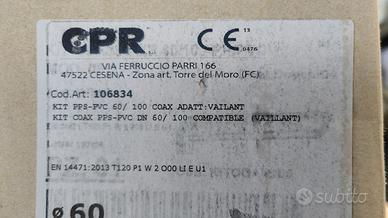 CPR
CE 13
0476
VIA FERRUCCIO PARRI 166
47522 CESENA - Zona art. Torre del Moro (FC)
Cod.Art: 106834
KIT PPS-PVC 60/ 100 COAX ADATT:VAILANT
KIT COAX PPS-PVC DN 60/ 100 COMPATIBLE (VAILLANT)
EN 14471:2013 T120 P1 W 2 O00 LI E U1
ø 60
subito